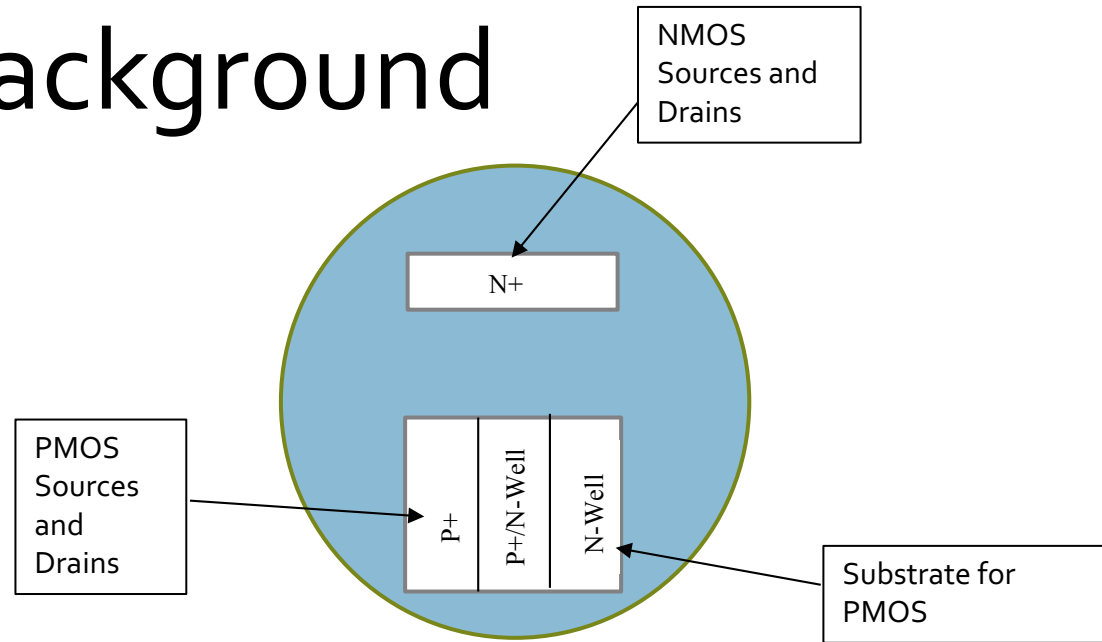 ackground
NMOS
Sources and
Drains
N+
PMOS
Sources
and
Drains
P+
P+/N-Well
N-Well
Substrate for
PMOS